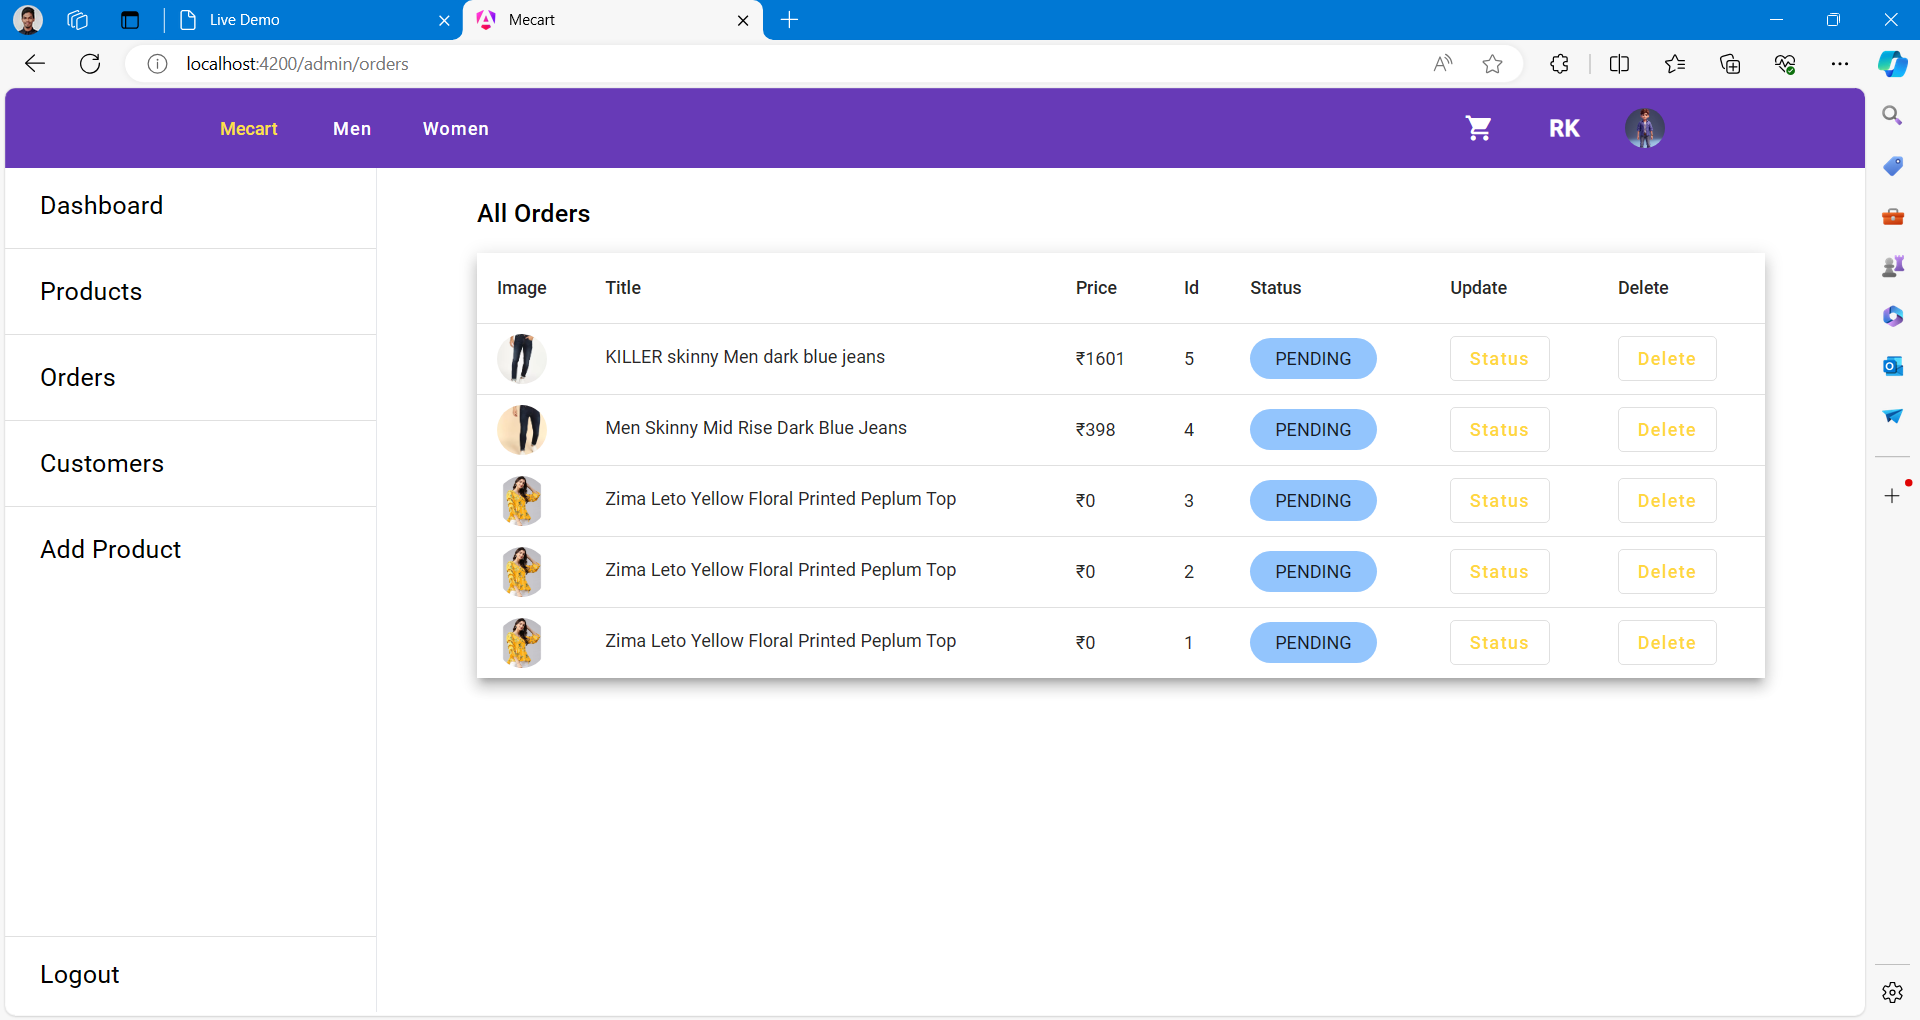 Live Demo
Mecart
localhost:4200/admin/orders
Mecart Men Women RK
Dashboard
Products
Orders
Customers
Add Product
Logout
All Orders
Image Title Price Id Status Update Delete
KILLER skinny Men dark blue jeans ₹1601 5 PENDING Status Delete
Men Skinny Mid Rise Dark Blue Jeans ₹398 4 PENDING Status Delete
Zima Leto Yellow Floral Printed Peplum Top ₹0 3 PENDING Status Delete
Zima Leto Yellow Floral Printed Peplum Top ₹0 2 PENDING Status Delete
Zima Leto Yellow Floral Printed Peplum Top ₹0 1 PENDING Status Delete